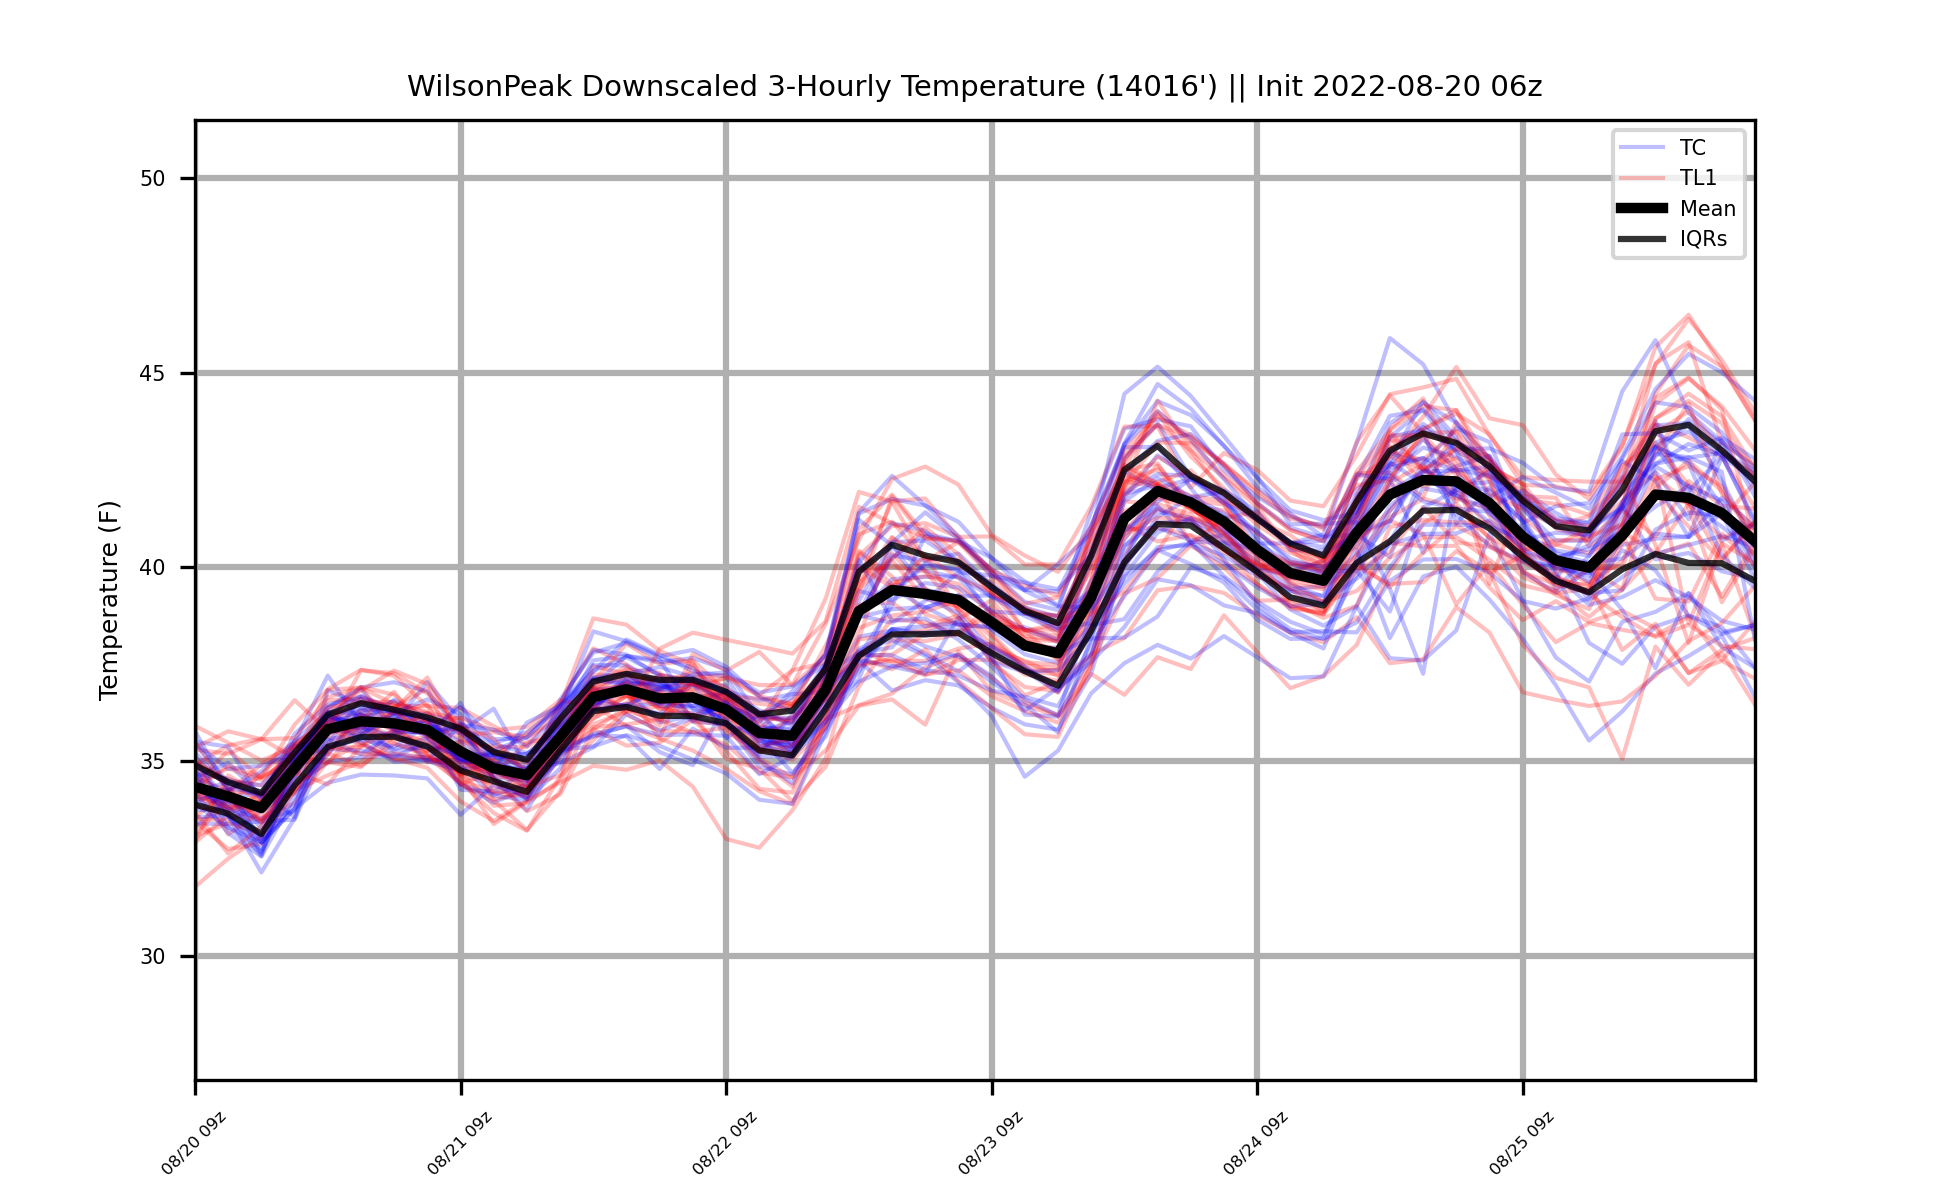 WilsonPeak Downscaled 3-Hourly Temperature (14016') || Init 2022-08-20 06z
TC
TL1
Mean
IQRs
Temperature (F)
50
45
40
35
30
08/20 09z
08/21 09z
08/22 09z
08/23 09z
08/24 09z
08/25 09z